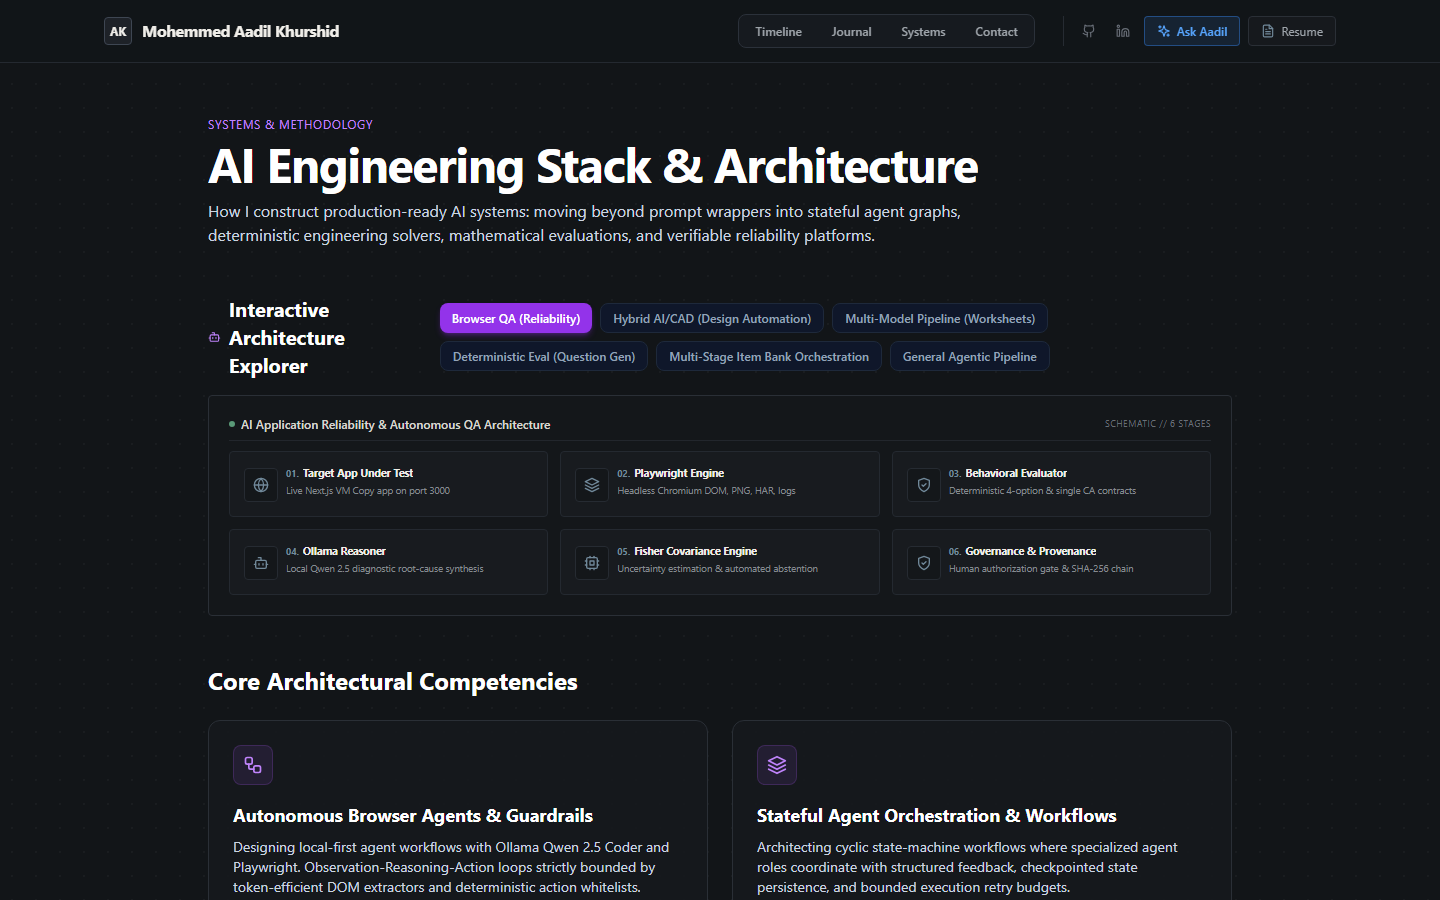 AK Mohemmed Aadil Khurshid
Timeline Journal Systems Contact
Ask Aadil
Resume
SYSTEMS & METHODOLOGY
AI Engineering Stack & Architecture
How I construct production-ready AI systems: moving beyond prompt wrappers into stateful agent graphs,
deterministic engineering solvers, mathematical evaluations, and verifiable reliability platforms.
Interactive
Architecture
Explorer
Browser QA (Reliability) Hybrid AI/CAD (Design Automation) Multi-Model Pipeline (Worksheets)
Deterministic Eval (Question Gen) Multi-Stage Item Bank Orchestration General Agentic Pipeline
AI Application Reliability & Autonomous QA Architecture
SCHEMATIC // 6 STAGES
01. Target App Under Test
Live Next.js VM Copy app on port 3000
02. Playwright Engine
Headless Chromium DOM, PNG, HAR, logs
03. Behavioral Evaluator
Deterministic 4-option & single CA contracts
04. Ollama Reasoner
Local Qwen 2.5 diagnostic root-cause synthesis
05. Fisher Covariance Engine
Uncertainty estimation & automated abstention
06. Governance & Provenance
Human authorization gate & SHA-256 chain
Core Architectural Competencies
Autonomous Browser Agents & Guardrails
Designing local-first agent workflows with Ollama Qwen 2.5 Coder and
Playwright. Observation-Reasoning-Action loops strictly bounded by
token-efficient DOM extractors and deterministic action whitelists.
Stateful Agent Orchestration & Workflows
Architecting cyclic state-machine workflows where specialized agent
roles coordinate with structured feedback, checkpointed state
persistence, and bounded execution retry budgets.